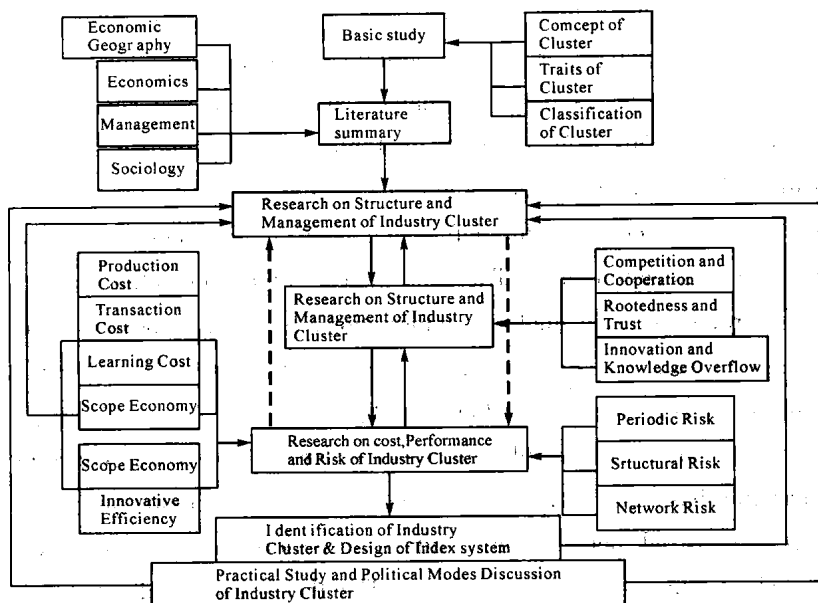 Economic
Geography
Economics
Management
Sociology
Basic study
Comcept of
Cluster
Traits of
Cluster
Classification
of Cluster
Literature
summary
Research on Structure and
Management of Industry Cluster
Production
Cost
Transaction
Cost
Learning Cost
Scope Economy
Scope Economy
Innovative
Efficiency
Research on Structure and
Management of Industry
Cluster
Competition and
Cooperation
Rootedness and
Trust
Innovation and
Knowledge Overflow
Research on cost,Performance
and Risk of Industry Cluster
Periodic Risk
Srtuctural Risk
Network Risk
I dent ification of Industry
Cluster & Design of Index system
Practical Study and Political Modes Discussion
of Industry Cluster